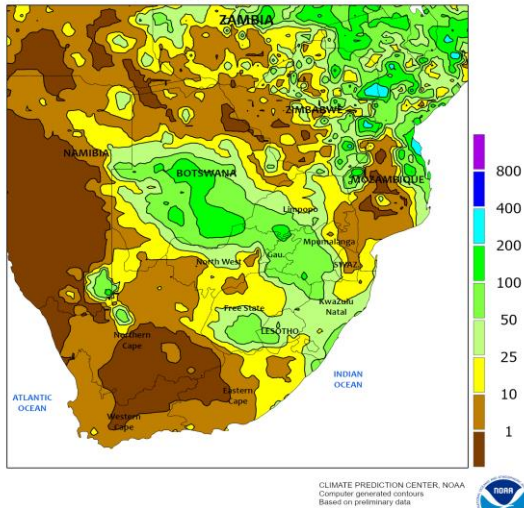 ZAMBIA
ZIMBABWE
NAMIBIA
BOTSWANA
MOZAMBIQUE
Limpopo
Mpumalanga
North West
Gau.
SWAZ.
Free State
KwaZulu
Natal
LESOTHO
Northern
Cape
Eastern
Cape
Western
Cape
ATLANTIC
OCEAN
INDIAN
OCEAN
800
400
200
100
50
25
10
1
CLIMATE PREDICTION CENTER, NOAA
Computer generated contours
Based on preliminary data
NOAA